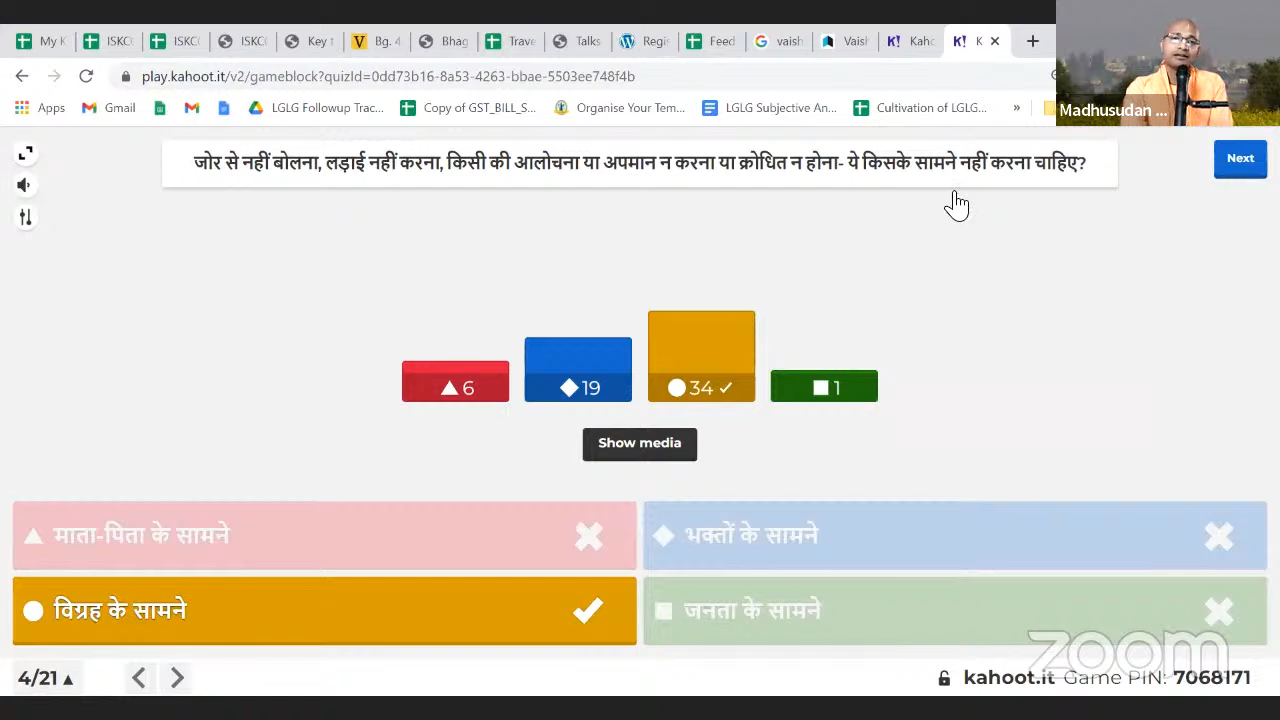 My K
ISKC
ISKC
ISKC
Key t
Bg. 4
Bhag
Trave
Talks
Regis
Feed
vaish
Vaish
Kaho
K
play.kahoot.it/v2/gameblock?quizId=0dd73b16-8a53-4263-bbae-5503ee748f4b
Apps
Gmail
LGLG Followup Trac...
Copy of GST_BILL_S...
Organise Your Tem...
LGLG Subjective An...
Cultivation of LGLG...
»
Madhusudan ...
जोर से नहीं बोलना, लड़ाई नहीं करना, किसी की आलोचना या अपमान न करना या क्रोधित न होना- ये किसके सामने नहीं करना चाहिए?
Next
6
19
34
1
Show media
माता-पिता के सामने
भक्तों के सामने
विग्रह के सामने
जनता के सामने
zoom
4/21
kahoot.it Game PIN: 7068171